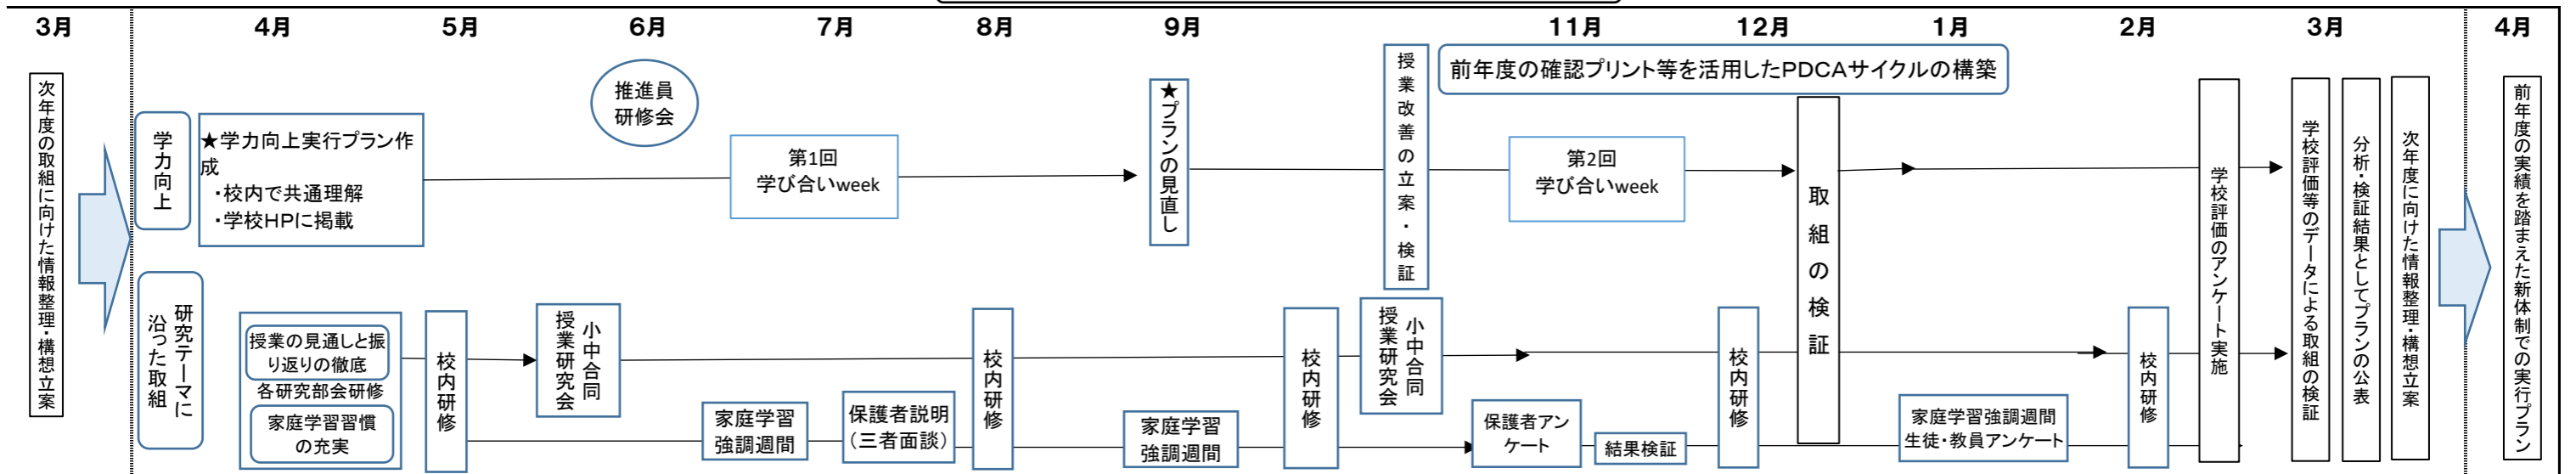 3月
4月
5月
6月
7月
8月
9月
11月
12月
1月
2月
3月
4月
次年度の取組に向けた情報整理・構想立案
学力向上
★学力向上実行プラン作
成
・校内で共通理解
・学校HPに掲載
推進員
研修会
第1回
学び合いweek
★プランの見直し
授業改善の立案・検証
前年度の確認プリント等を活用したPDCAサイクルの構築
第2回
学び合いweek
取組の検証
学校評価のアンケート実施
学校評価等のデータによる取組の検証
分析・検証結果としてプランの公表
次年度に向けた情報整理・構想立案
前年度の実績を踏まえた新体制での実行プラン
研究テーマに
沿った取組
授業の見通しと振
り返りの徹底
各研究部会研修
家庭学習習慣
の充実
校内研修
小中合同
授業研究会
家庭学習
強調週間
保護者説明
（三者面談）
校内研修
家庭学習
強調週間
校内研修
小中合同
授業研究会
保護者アン
ケート
結果検証
校内研修
家庭学習強調週間
生徒・教員アンケート
校内研修